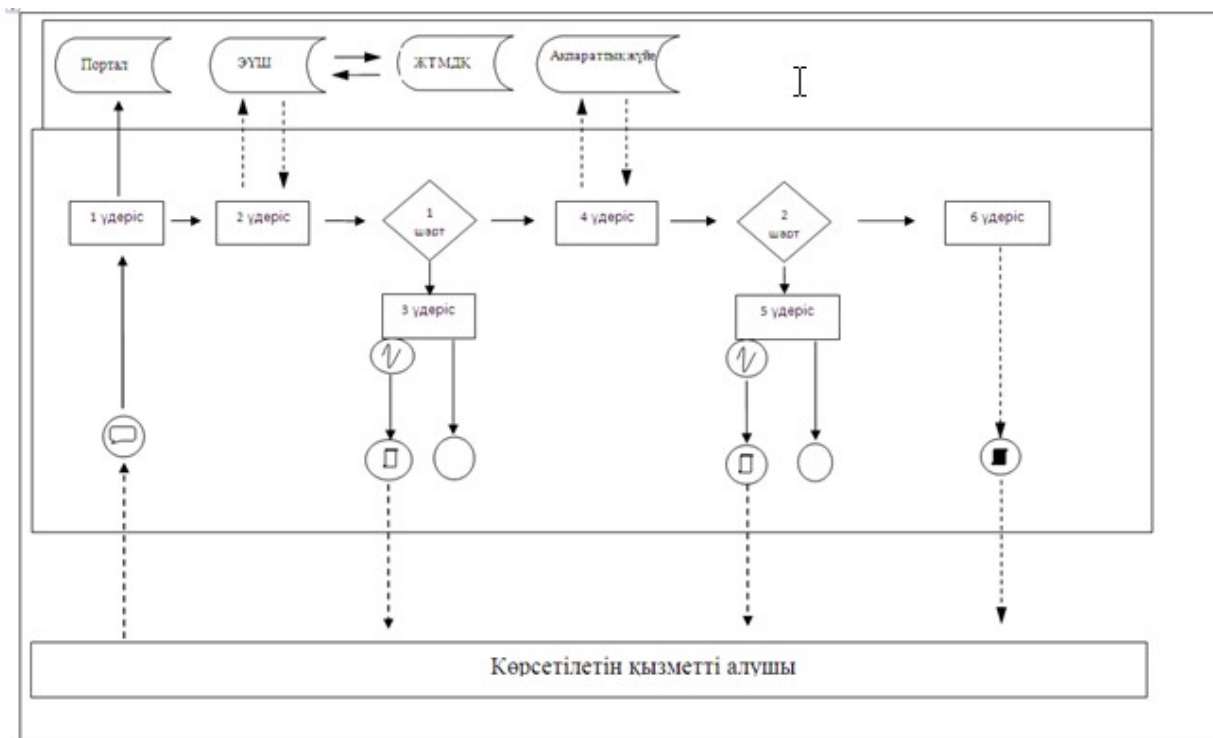 Портал
ЭҮШ
ЖТМДҚ
Ақпараттық жүйе
1 үдеріс
2 үдеріс
1
шарт
4 үдеріс
2
шарт
6 үдеріс
3 үдеріс
5 үдеріс
Көрсетілетін қызметті алушы